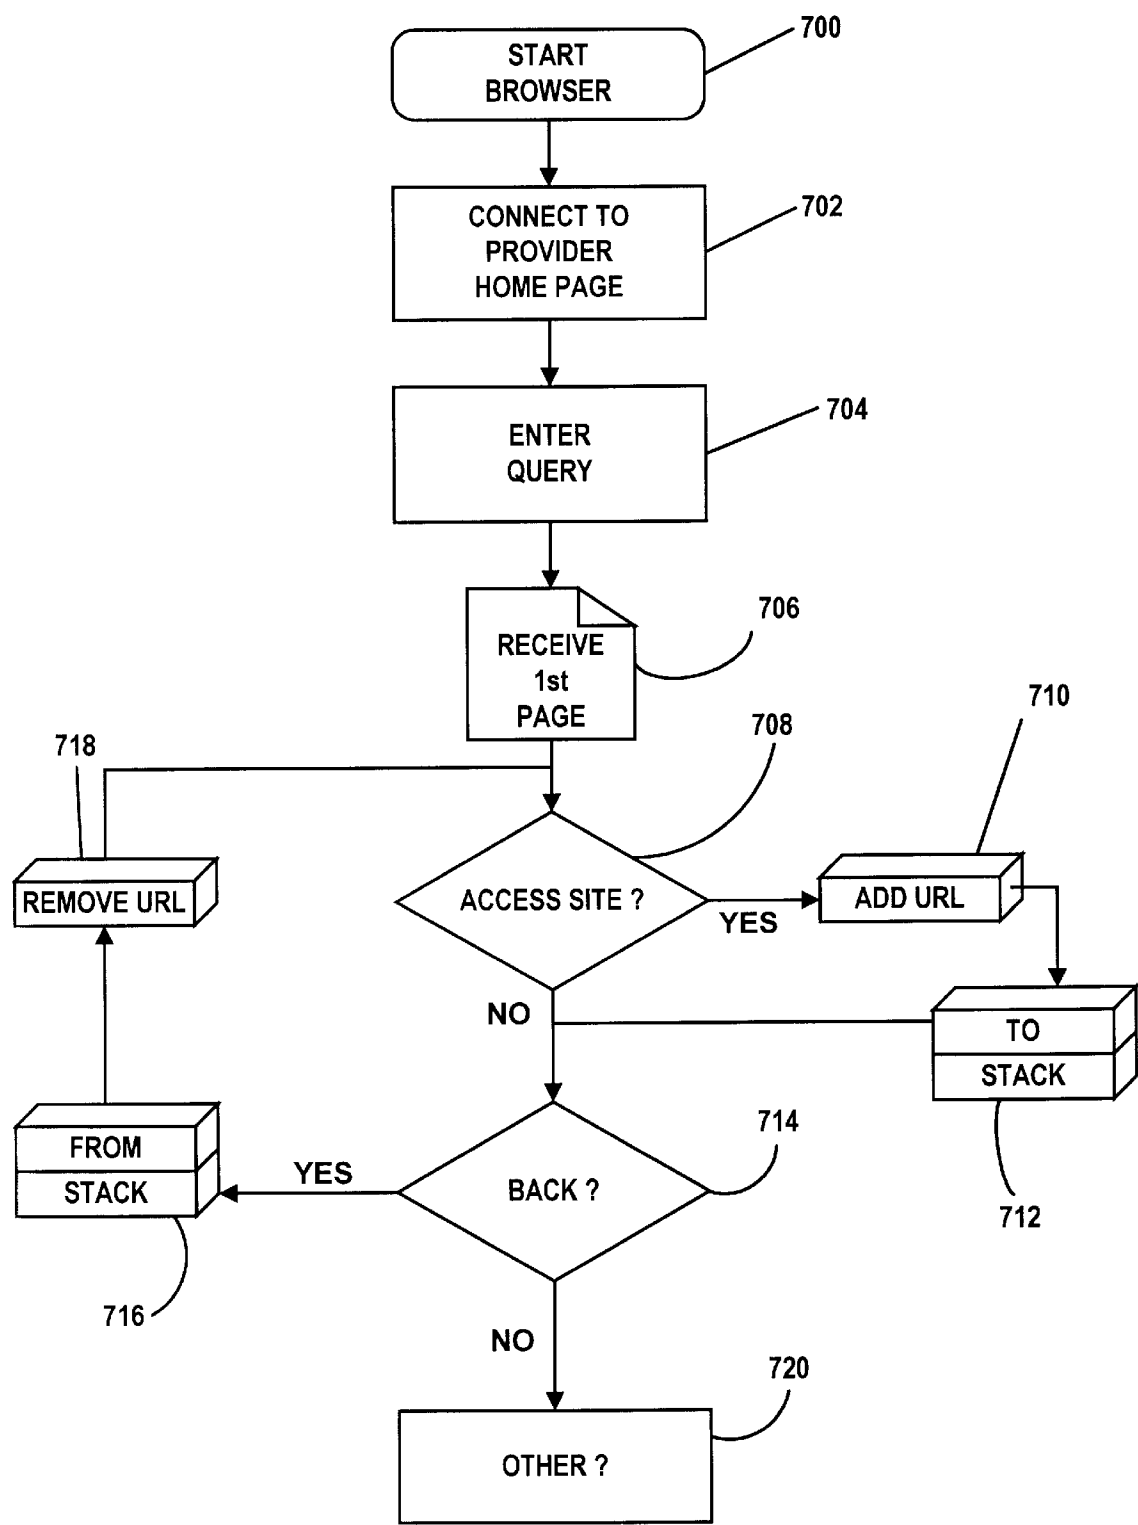 700
START
BROWSER
702
CONNECT TO
PROVIDER
HOME PAGE
704
ENTER
QUERY
706
RECEIVE
1st
PAGE
708
710
718
REMOVE URL
ACCESS SITE ?
YES
ADD URL
NO
TO
STACK
712
714
FROM
STACK
YES
BACK ?
716
NO
720
OTHER ?